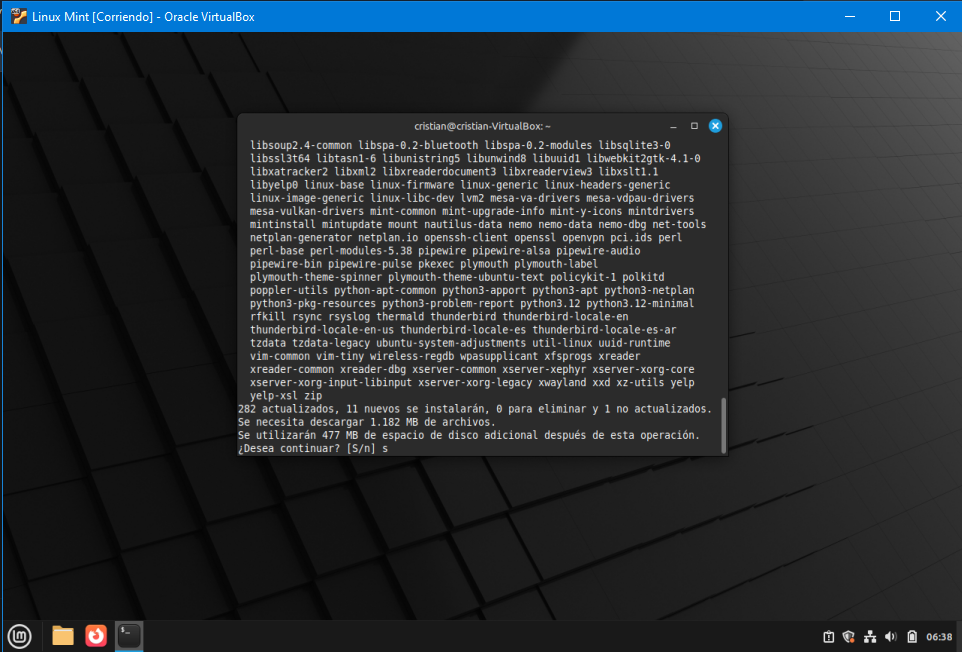 Linux Mint [Corriendo] - Oracle VirtualBox
cristian@cristian-VirtualBox: ~
libsoup2.4-common libspa-0.2-bluetooth libspa-0.2-modules libsqlite3-0
libssl3t64 libtasn1-6 libunistring5 libunwind8 libuuid1 libwebkit2gtk-4.1-0
libxatracker2 libxml2 libxreaderdocument3 libxreaderview3 libxslt1.1
libyelp0 linux-base linux-firmware linux-generic linux-headers-generic
linux-image-generic linux-libc-dev lvm2 mesa-va-drivers mesa-vdpau-drivers
mesa-vulkan-drivers mint-common mint-upgrade-info mint-y-icons mintdrivers
mintinstall mintupdate mount nautilus-data nemo nemo-data nemo-dbg net-tools
netplan-generator netplan.io openssh-client openssl openvpn pci.ids perl
perl-base perl-modules-5.38 pipewire pipewire-alsa pipewire-audio
pipewire-bin pipewire-pulse pkexec plymouth plymouth-label
plymouth-theme-spinner plymouth-theme-ubuntu-text policykit-1 polkitd
poppler-utils python-apt-common python3-apport python3-apt python3-netplan
python3-pkg-resources python3-problem-report python3.12 python3.12-minimal
rfkill rsync rsyslog thermald thunderbird thunderbird-locale-en
thunderbird-locale-en-us thunderbird-locale-es thunderbird-locale-es-ar
tzdata tzdata-legacy ubuntu-system-adjustments util-linux uuid-runtime
vim-common vim-tiny wireless-regdb wpasupplicant xfsprogs xreader
xreader-common xreader-dbg xserver-common xserver-xephyr xserver-xorg-core
xserver-xorg-input-libinput xserver-xorg-legacy xwayland xxd xz-utils yelp
yelp-xsl zip
282 actualizados, 11 nuevos se instalarán, 0 para eliminar y 1 no actualizados.
Se necesita descargar 1.182 MB de archivos.
Se utilizarán 477 MB de espacio de disco adicional después de esta operación.
¿Desea continuar? [S/n] s
06:38